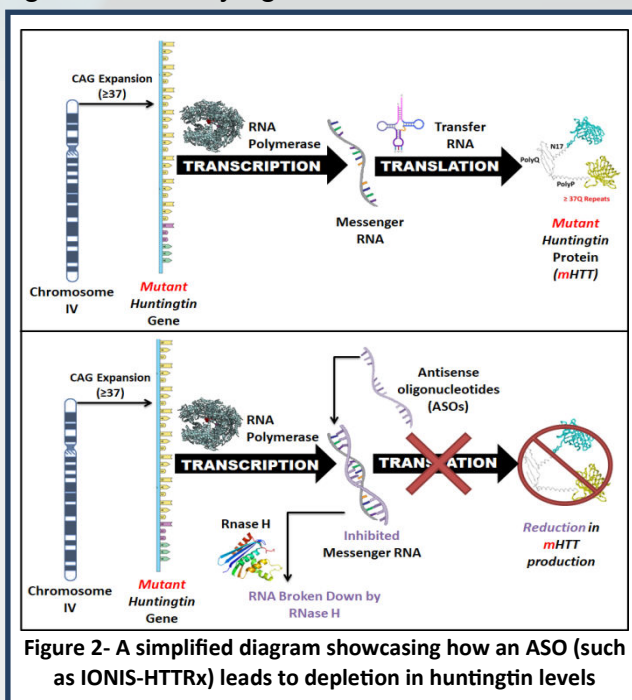 CAG Expansion
(≥37)
RNA
Polymerase
Transfer
RNA
TRANSCRIPTION
TRANSLATION
N17
PolyQ
PolyP
≥ 37Q Repeats
Messenger
RNA
Mutant
Huntingtin
Protein
(mHTT)
Chromosome
IV
Mutant
Huntingtin
Gene
CAG Expansion
(≥37)
Antisense
oligonucleotides
(ASOs)
RNA
Polymerase
TRANSCRIPTION
TRANSLATION
Rnase H
Inhibited
Messenger RNA
Reduction in
mHTT
production
RNA Broken Down by
RNase H
Chromosome
IV
Mutant
Huntingtin
Gene
Figure 2- A simplified diagram showcasing how an ASO (such
as IONIS-HTTRx) leads to depletion in huntingtin levels